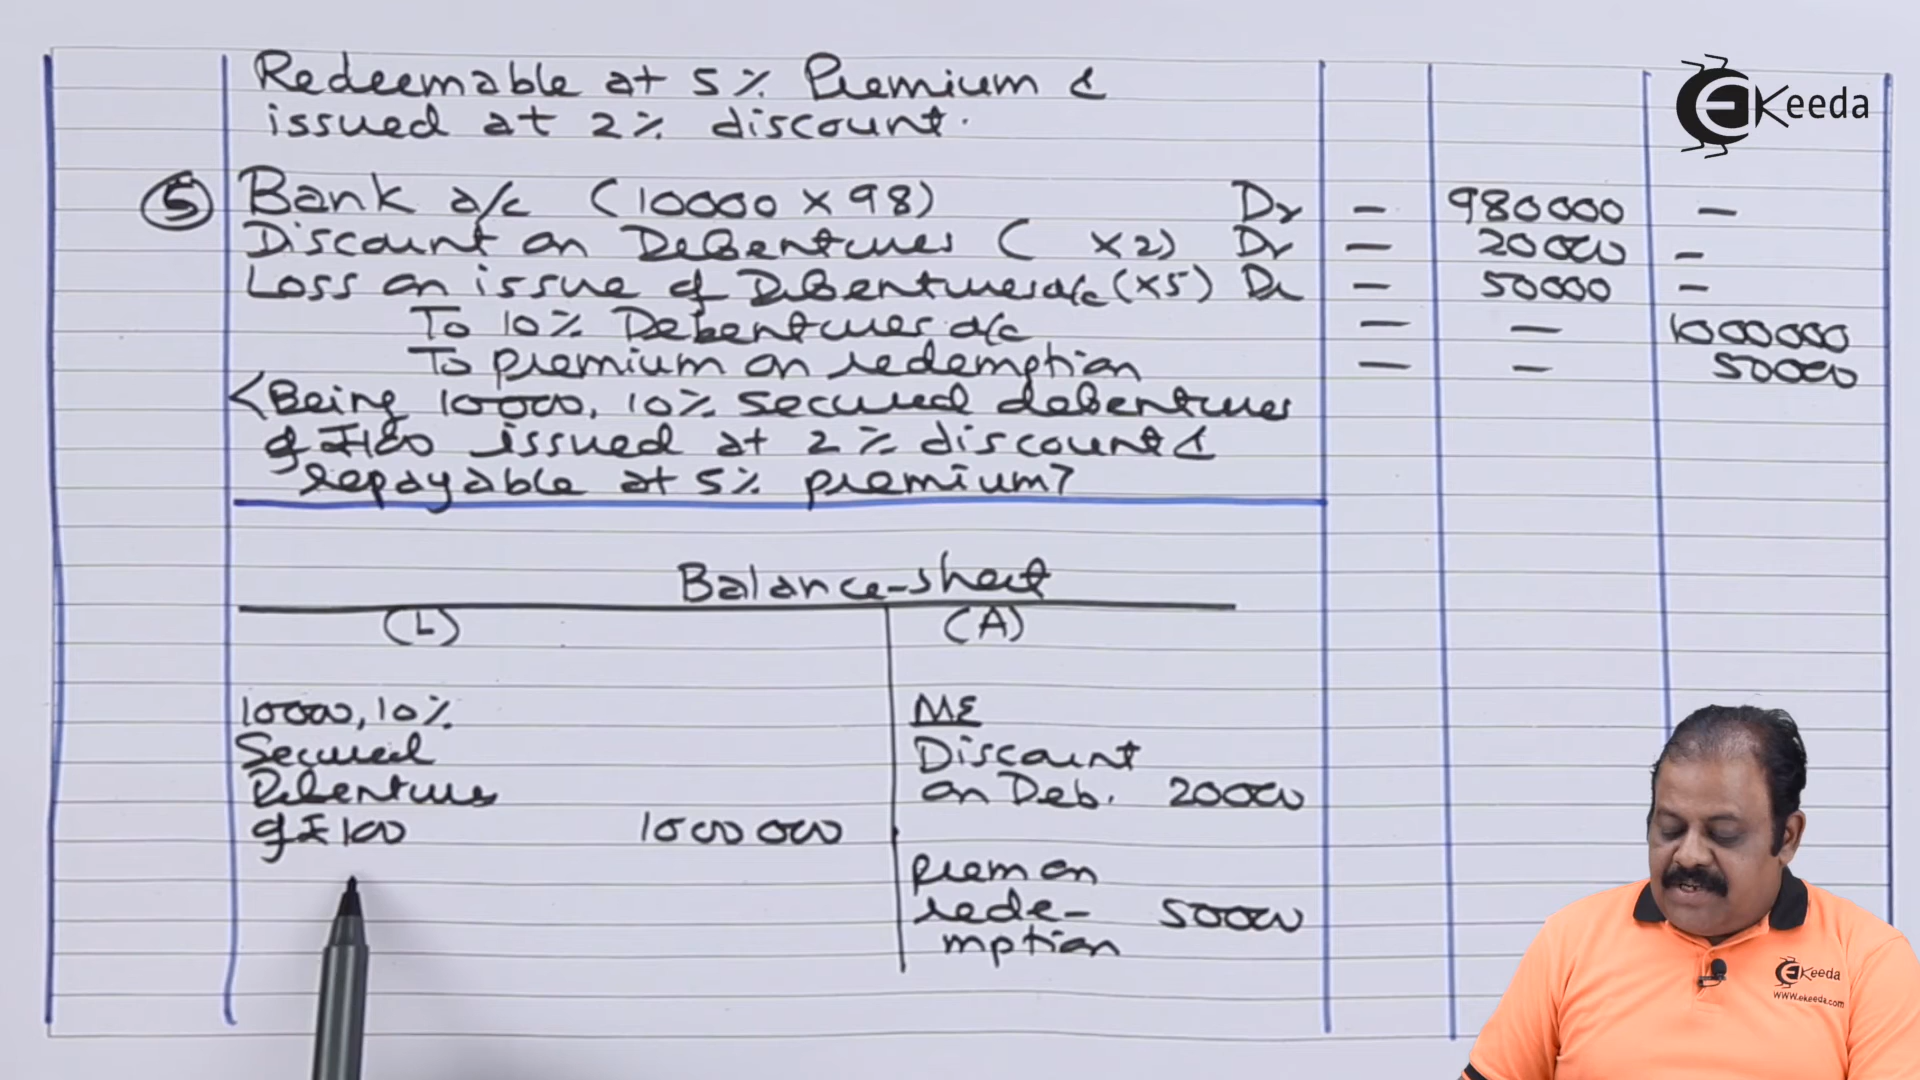 Redeemable at 5% Premium &
issued at 2% discount.
EKeeda
5 Bank a/c (10000 x 98) Dr - 980000 -
Discount on Debentures ( x2) Dr - 20000 -
Loss on issue of Debentures a/c (x5) Dr - 50000 -
To 10% Debentures a/c - - 1000000
To premium on redemption - - 50000
<Being 10000, 10% secured debentures
of ₹100 issued at 2% discount &
repayable at 5% premium>
Balance-sheet
(L) (A)
10000, 10% ME
Secured Discount
Debentures on Deb. 20000
of ₹100 1000000
prem on
rede- 50000
mption
EKeeda
www.ekeeda.com